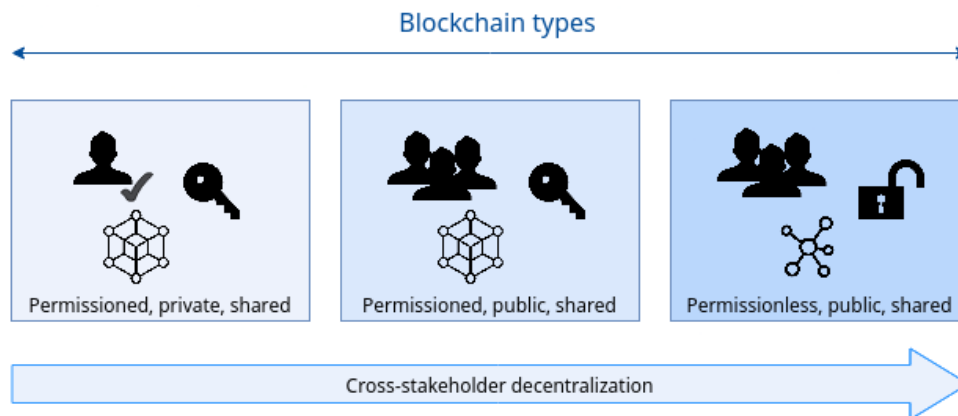 Blockchain types
Permissioned, private, shared
Permissioned, public, shared
Permissionless, public, shared
Cross-stakeholder decentralization